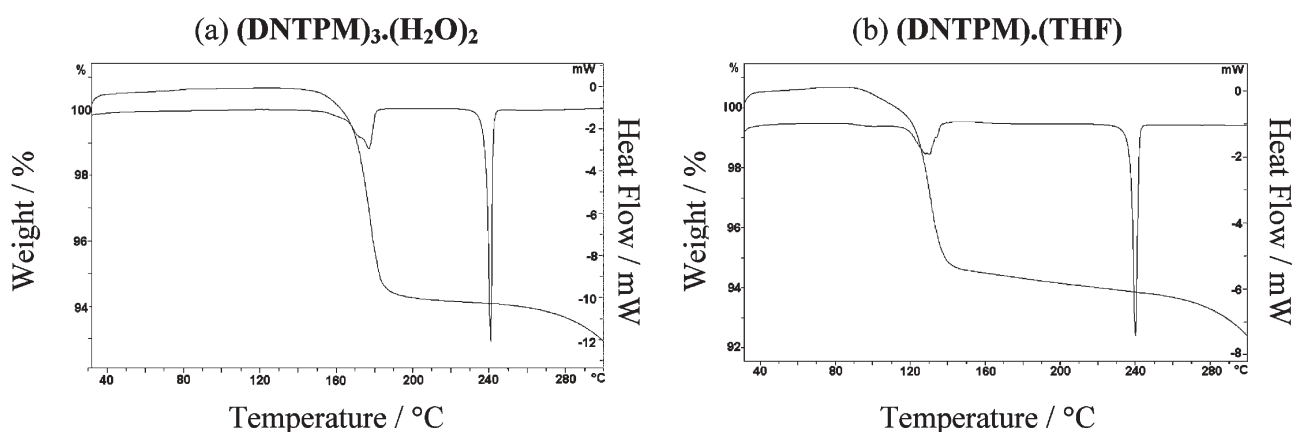 (a) (DNTPM)3.(H2O)2
% mW
0
100
-2
98
-4
-6
96
-8
94
-10
-12
40 80 120 160 200 240 280 °C
Weight / %
Heat Flow / mW
Temperature / °C
(b) (DNTPM).(THF)
% mW
0
100
-2
98
96
-4
94
-6
92
-8
40 80 130 160 200 240 280 °C
Weight / %
Heat Flow / mW
Temperature / °C